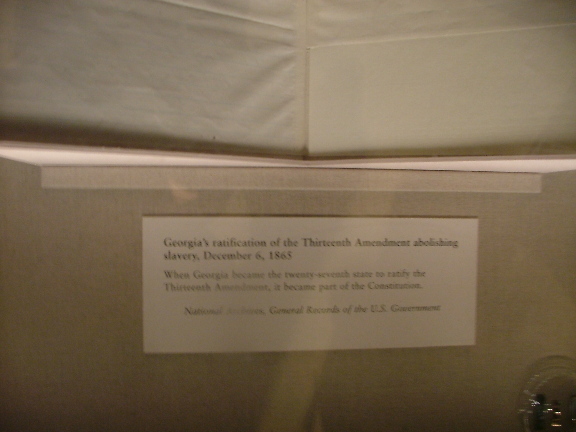 Georgia's ratification of the Thirteenth Amendment abolishing
slavery, December 6, 1865
When Georgia became the twenty-seventh state to ratify the
Thirteenth Amendment, it became part of the Constitution.
National Archives, General Records of the U.S. Government